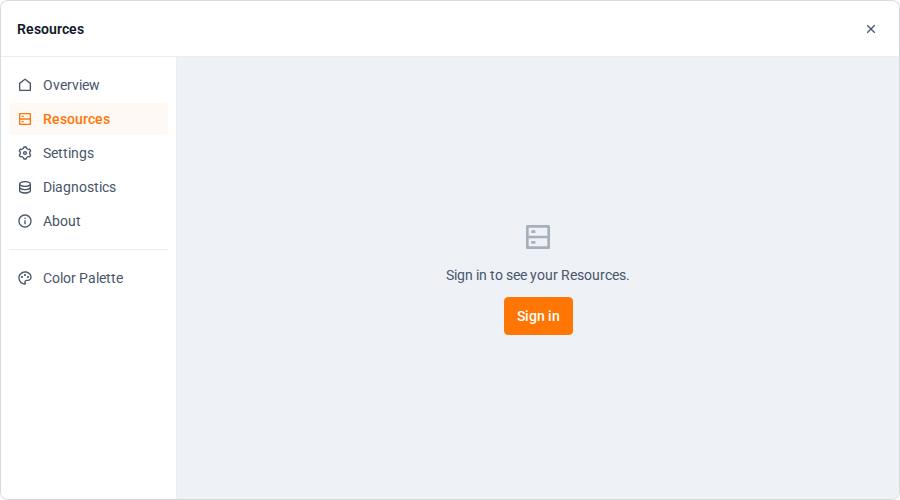 Resources
Overview
Resources
Settings
Diagnostics
About
Color Palette
Sign in to see your Resources.
Sign in